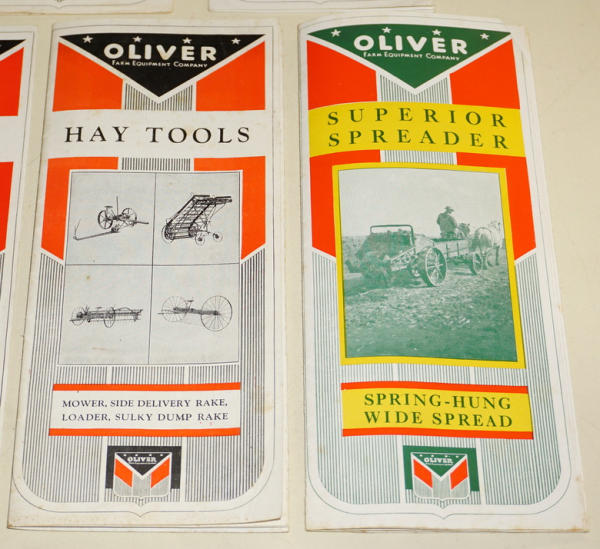 OLIVER
FARM EQUIPMENT COMPANY
HAY TOOLS
MOWER, SIDE DELIVERY RAKE,
LOADER, SULKY DUMP RAKE
OLIVER
OLIVER
FARM EQUIPMENT COMPANY
SUPERIOR
SPREADER
SPRING-HUNG
WIDE SPREAD
OLIVER